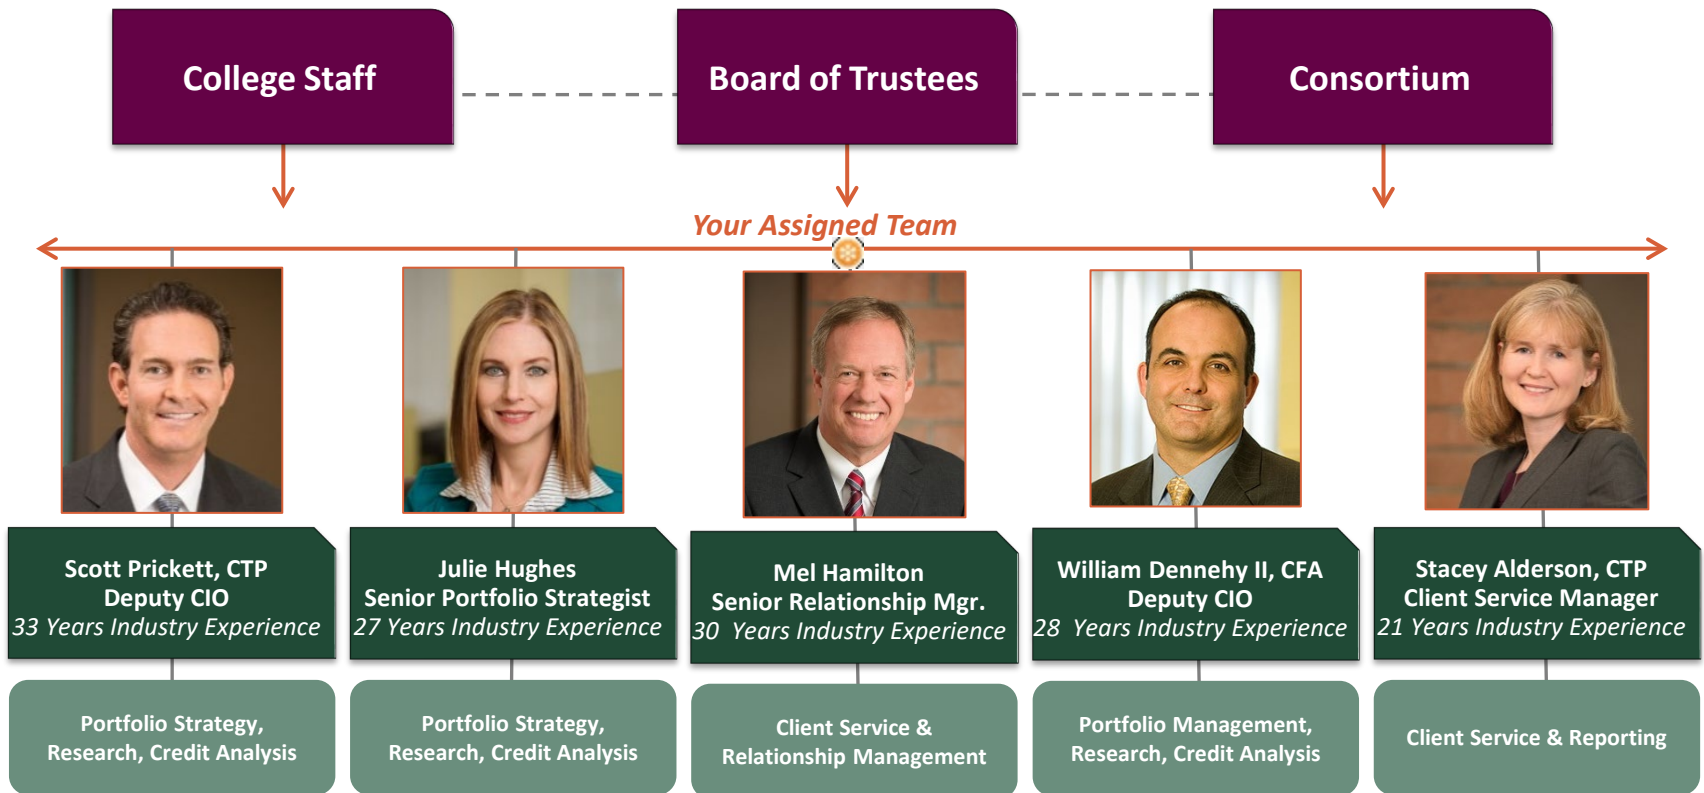 College Staff
Board of Trustees
Consortium
Your Assigned Team
Scott Prickett, CTP
Deputy CIO
33 Years Industry Experience
Julie Hughes
Senior Portfolio Strategist
27 Years Industry Experience
Mel Hamilton
Senior Relationship Mgr.
30 Years Industry Experience
William Dennehy II, CFA
Deputy CIO
28 Years Industry Experience
Stacey Alderson, CTP
Client Service Manager
21 Years Industry Experience
Portfolio Strategy,
Research, Credit Analysis
Portfolio Strategy,
Research, Credit Analysis
Client Service &
Relationship Management
Portfolio Management,
Research, Credit Analysis
Client Service & Reporting